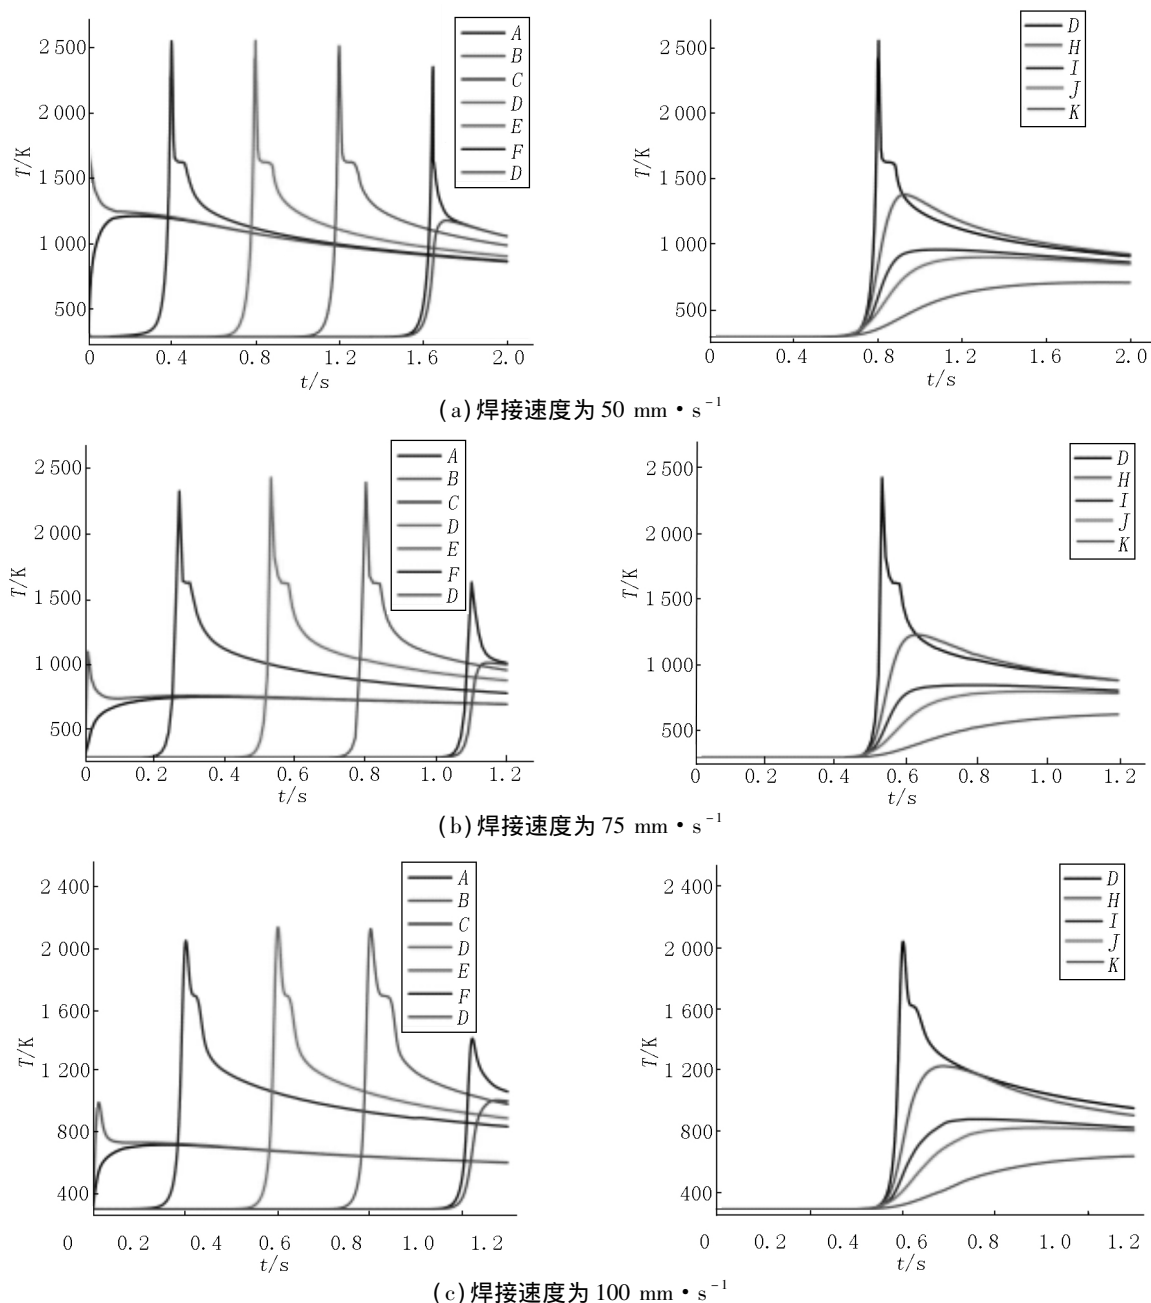 2 500
2 000
1 500
1 000
500
T/K
0 0.4 0.8 1.2 1.6 2.0
t/s
A
B
C
D
E
F
D
2 500
2 000
1 500
1 000
500
T/K
0 0.4 0.8 1.2 1.6 2.0
t/s
D
H
I
J
K
(a)焊接速度为 50 mm·s⁻¹
2 500
2 000
1 500
1 000
500
T/K
0 0.2 0.4 0.6 0.8 1.0 1.2
t/s
A
B
C
D
E
F
D
2 500
2 000
1 500
1 000
500
T/K
0 0.2 0.4 0.6 0.8 1.0 1.2
t/s
D
H
I
J
K
(b)焊接速度为 75 mm·s⁻¹
2 400
2 000
1 600
1 200
800
400
T/K
0 0.2 0.4 0.6 0.8 1.0 1.2
t/s
A
B
C
D
E
F
D
2 400
2 000
1 600
1 200
800
400
T/K
0 0.2 0.4 0.6 0.8 1.0 1.2
t/s
D
H
I
J
K
(c)焊接速度为 100 mm·s⁻¹